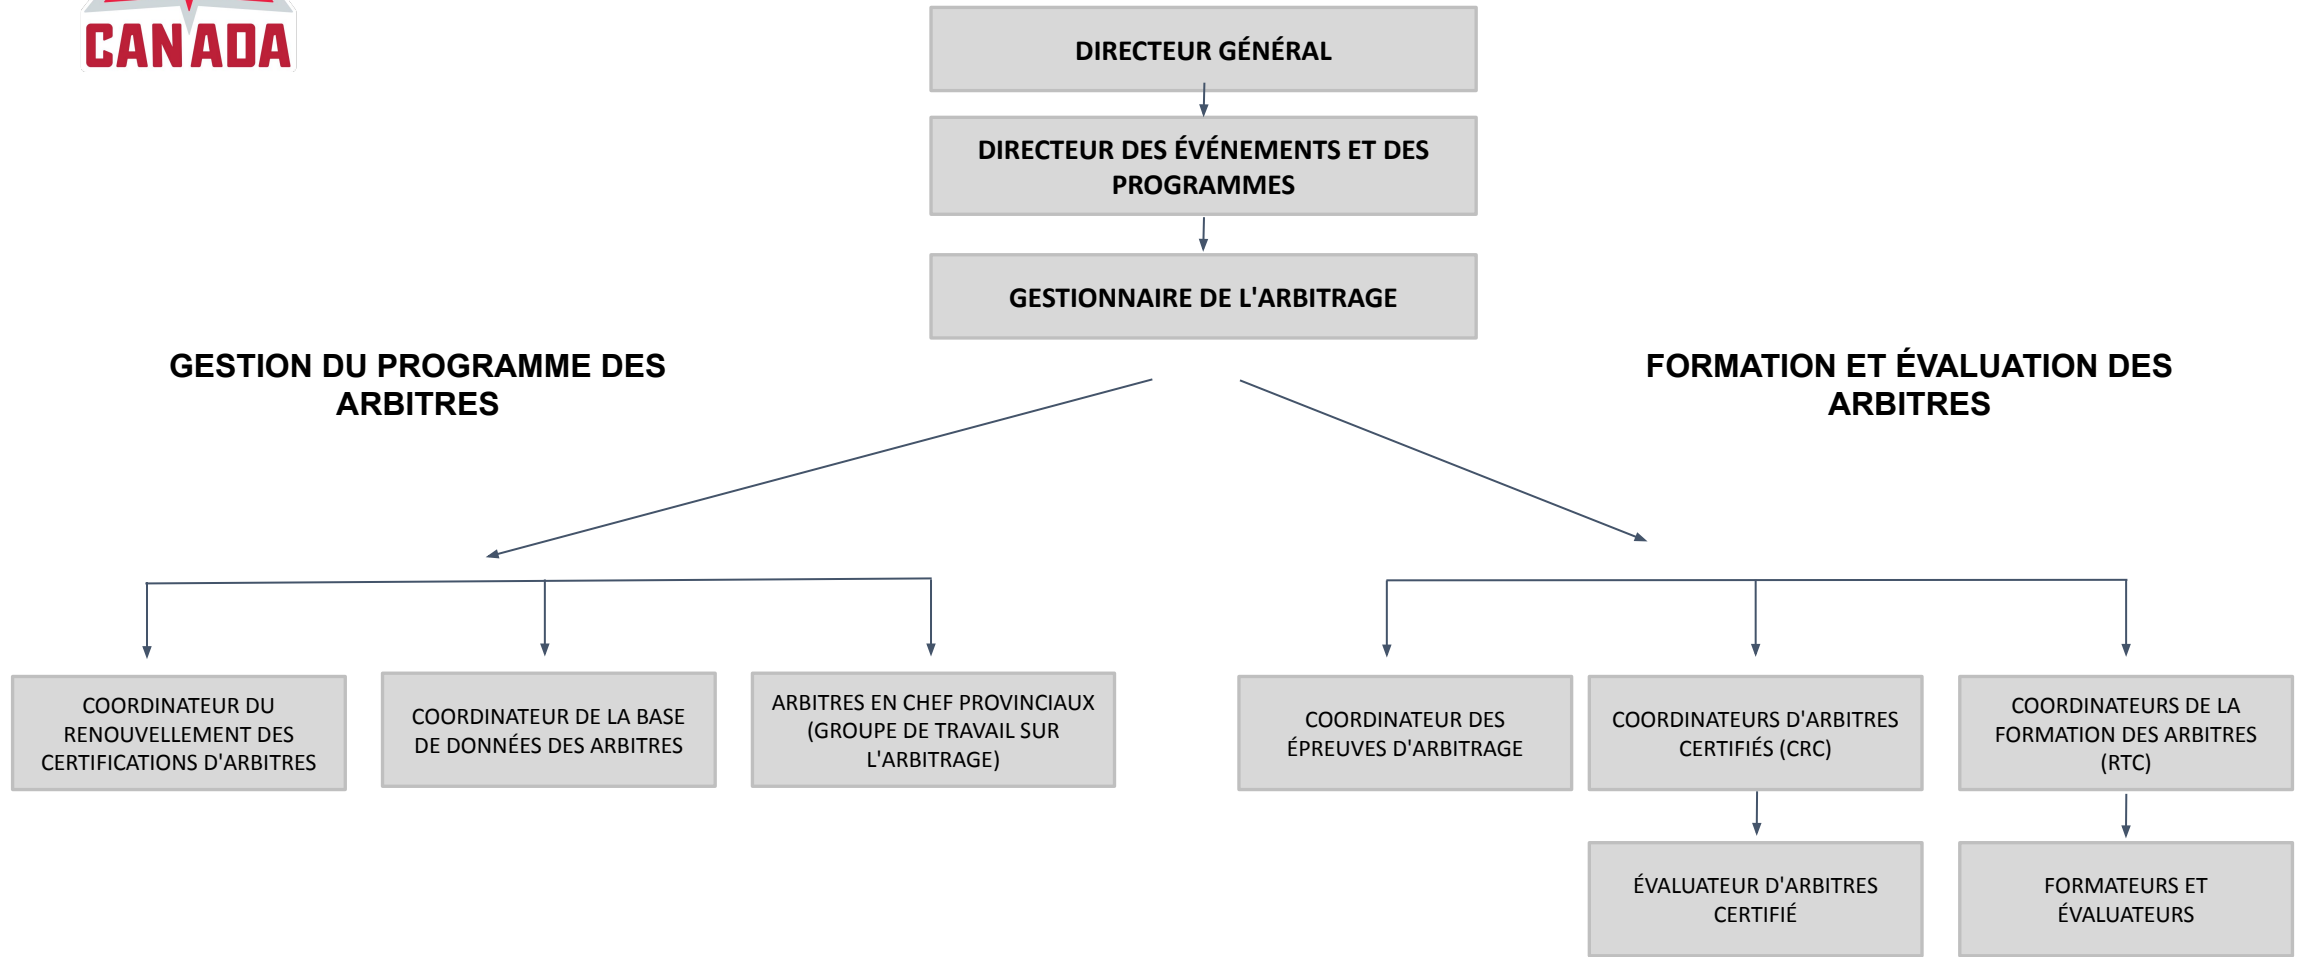 CANADA
DIRECTEUR GÉNÉRAL
DIRECTEUR DES ÉVÉNEMENTS ET DES
PROGRAMMES
GESTIONNAIRE DE L'ARBITRAGE
GESTION DU PROGRAMME DES
ARBITRES
FORMATION ET ÉVALUATION DES
ARBITRES
COORDINATEUR DU
RENOUVELLEMENT DES
CERTIFICATIONS D'ARBITRES
COORDINATEUR DE LA BASE
DE DONNÉES DES ARBITRES
ARBITRES EN CHEF PROVINCIAUX
(GROUPE DE TRAVAIL SUR
L'ARBITRAGE)
COORDINATEUR DES
ÉPREUVES D'ARBITRAGE
COORDINATEURS D'ARBITRES
CERTIFIÉS (CRC)
COORDINATEURS DE LA
FORMATION DES ARBITRES
(RTC)
ÉVALUATEUR D'ARBITRES
CERTIFIÉ
FORMATEURS ET
ÉVALUATEURS